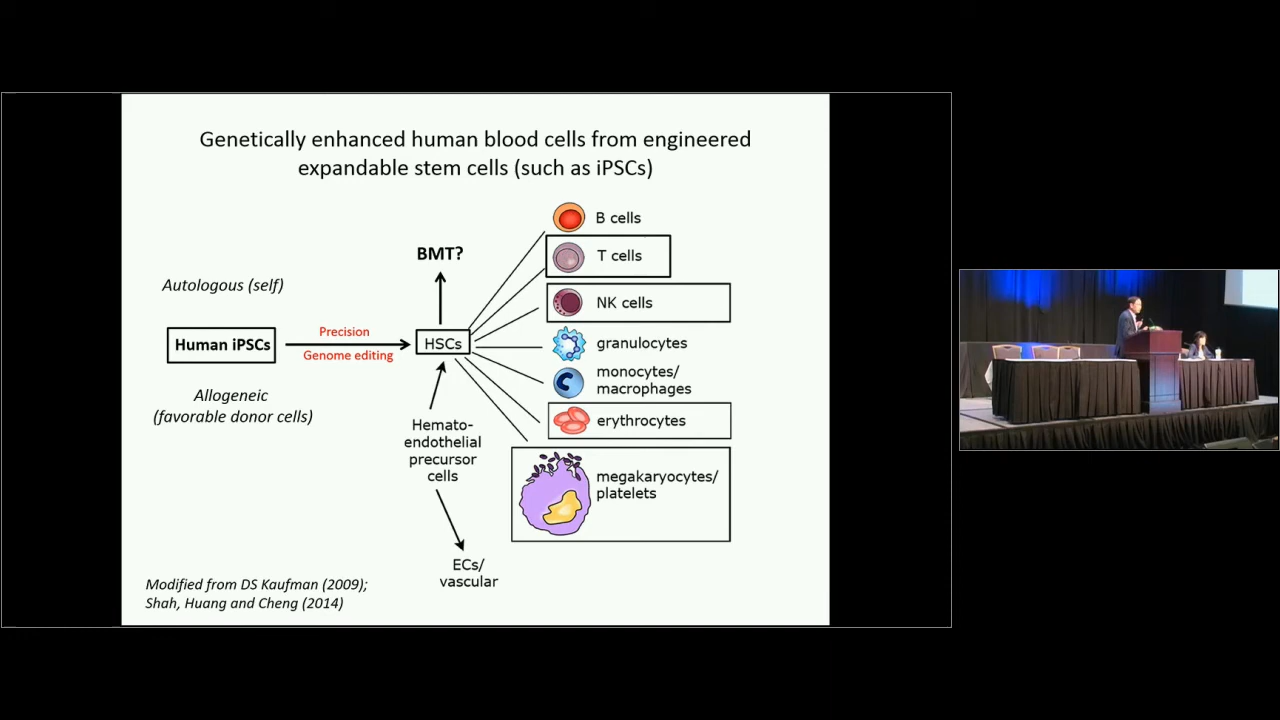 Genetically enhanced human blood cells from engineered
expandable stem cells (such as iPSCs)
B cells
T cells
NK cells
granulocytes
monocytes/
macrophages
erythrocytes
megakaryocytes/
platelets
BMT?
Autologous (self)
Human iPSCs
Precision
Genome editing
HSCs
Allogeneic
(favorable donor cells)
Hemato-
endothelial
precursor
cells
ECs/
vascular
Modified from DS Kaufman (2009);
Shah, Huang and Cheng (2014)